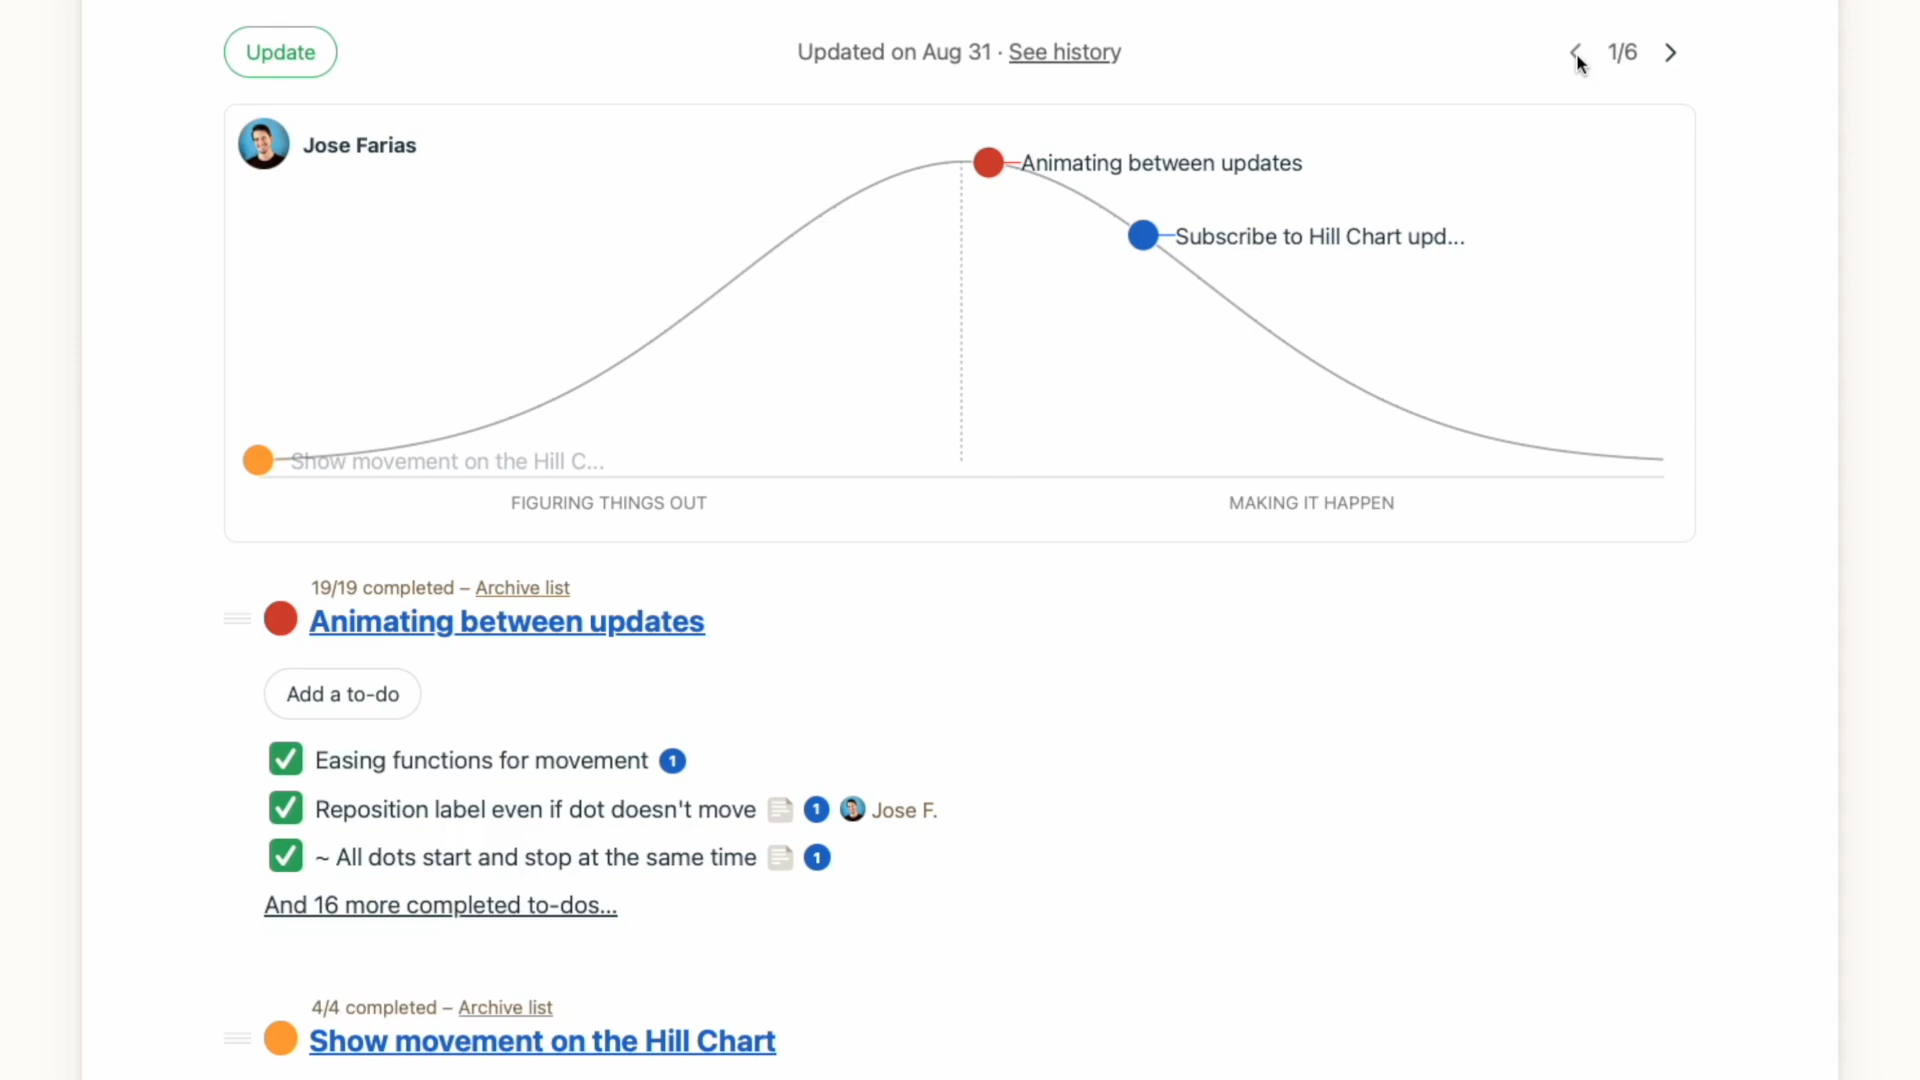 Update
Updated on Aug 31 · See history
1/6
Jose Farias
Animating between updates
Subscribe to Hill Chart upd...
Show movement on the Hill C...
FIGURING THINGS OUT
MAKING IT HAPPEN
19/19 completed – Archive list
Animating between updates
Add a to-do
Easing functions for movement 1
Reposition label even if dot doesn't move 1 Jose F.
~ All dots start and stop at the same time 1
And 16 more completed to-dos...
4/4 completed – Archive list
Show movement on the Hill Chart